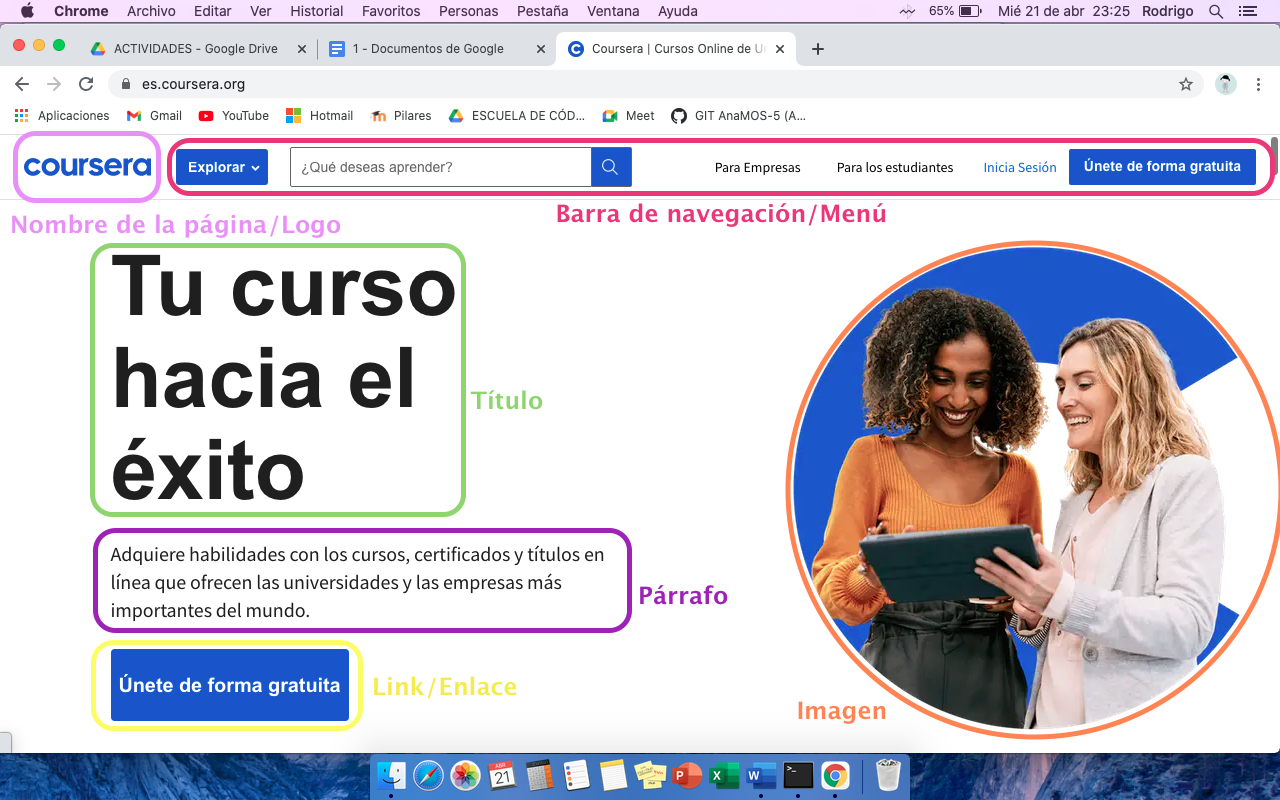 Chrome Archivo Editar Ver Historial Favoritos Personas Pestaña Ventana Ayuda 65% Mié 21 de abr 23:25 Rodrigo
ACTIVIDADES - Google Drive 1 - Documentos de Google Coursera | Cursos Online de Un
es.coursera.org
Aplicaciones Gmail YouTube Hotmail Pilares ESCUELA DE CÓD... Meet GIT AnaMOS-5 (A...
coursera Explorar ¿Qué deseas aprender? Para Empresas Para los estudiantes Inicia Sesión Únete de forma gratuita
Nombre de la página/Logo
Barra de navegación/Menú
Tu curso
hacia el
éxito
Título
Adquiere habilidades con los cursos, certificados y títulos en
línea que ofrecen las universidades y las empresas más
importantes del mundo.
Párrafo
Únete de forma gratuita
Link/Enlace
Imagen
ABR
21